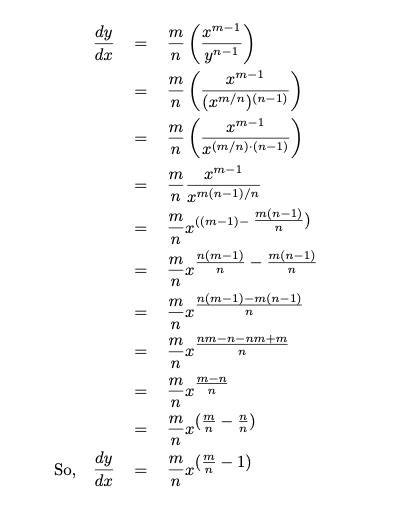 dy/dx = m/n (x^{m−1}/y^{n−1})
= m/n (x^{m−1}/(x^{m/n})^{(n−1)})
= m/n (x^{m−1}/x^{(m/n)·(n−1)})
= m/n x^{m−1}/x^{m(n−1)/n}
= m/n x^{((m−1)− m(n−1)/n)}
= m/n x^{n(m−1)/n − m(n−1)/n}
= m/n x^{(n(m−1)−m(n−1))/n}
= m/n x^{(nm−n−nm+m)/n}
= m/n x^{(m−n)/n}
= m/n x^{(m/n − n/n)}
So, dy/dx = m/n x^{(m/n − 1)}